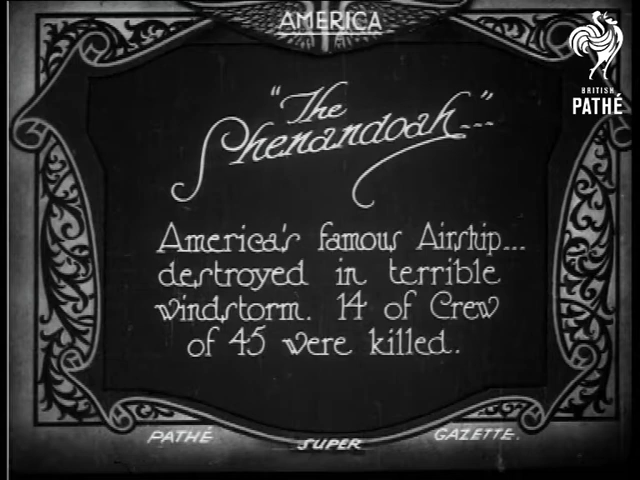 AMERICA
BRITISH
PATHÉ
"The
Shenandoah..."
America's famous Airship...
destroyed in terrible
windstorm. 14 of Crew
of 45 were killed.
PATHÉ SUPER GAZETTE.